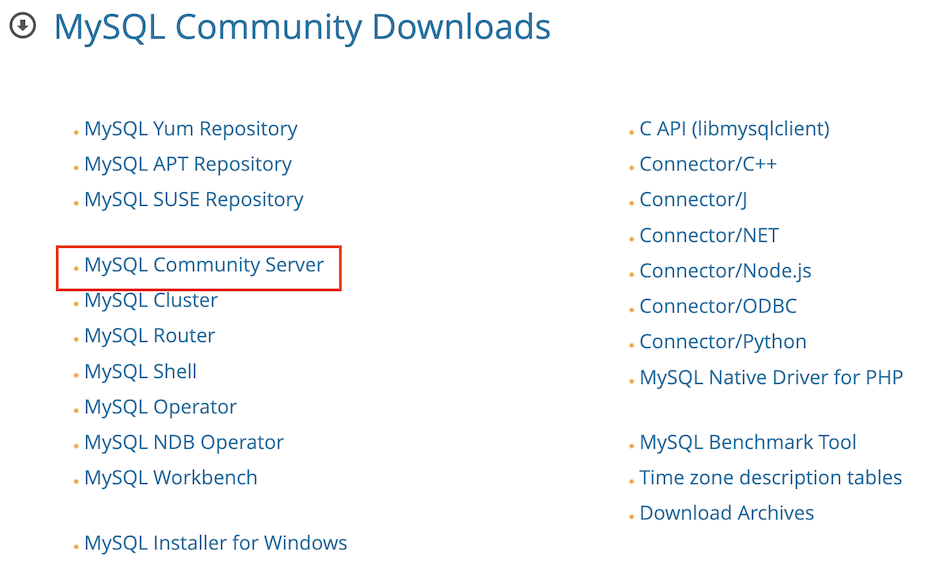 MySQL Community Downloads
MySQL Yum Repository
MySQL APT Repository
MySQL SUSE Repository
MySQL Community Server
MySQL Cluster
MySQL Router
MySQL Shell
MySQL Operator
MySQL NDB Operator
MySQL Workbench
MySQL Installer for Windows
C API (libmysqlclient)
Connector/C++
Connector/J
Connector/NET
Connector/Node.js
Connector/ODBC
Connector/Python
MySQL Native Driver for PHP
MySQL Benchmark Tool
Time zone description tables
Download Archives